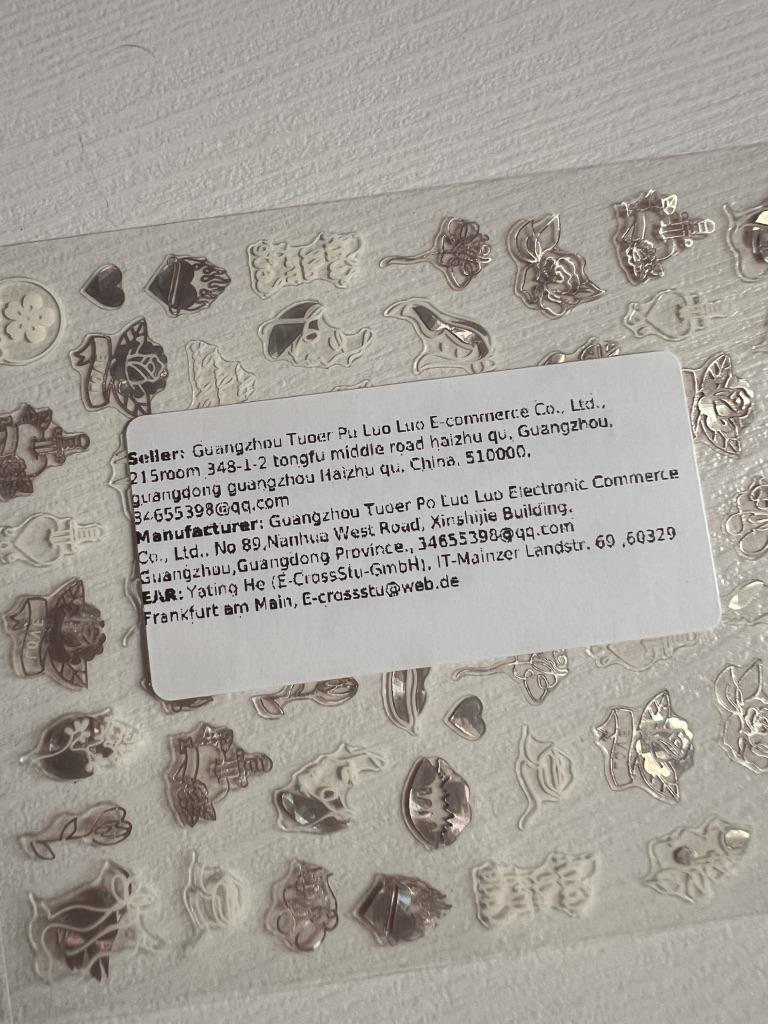 Seller: Guangzhou Tuoer Pu Luo Luo E-commerce Co., Ltd.,
215room 348-1-2 tongfu middle road haizhu qu, Guangzhou,
guangdong guangzhou Haizhu qu, China, 510000,
34655398@qq.com
Manufacturer: Guangzhou Tuoer Po Luo Luo Electronic Commerce
Co., Ltd., No 89,Nanhua West Road, Xinshijie Building,
Guangzhou,Guangdong Province., 34655398@qq.com
EAR: Yating He (E-CrossStu-GmbH), IT-Mainzer Landstr. 69 ,60329
Frankfurt am Main, E-crossstu@web.de